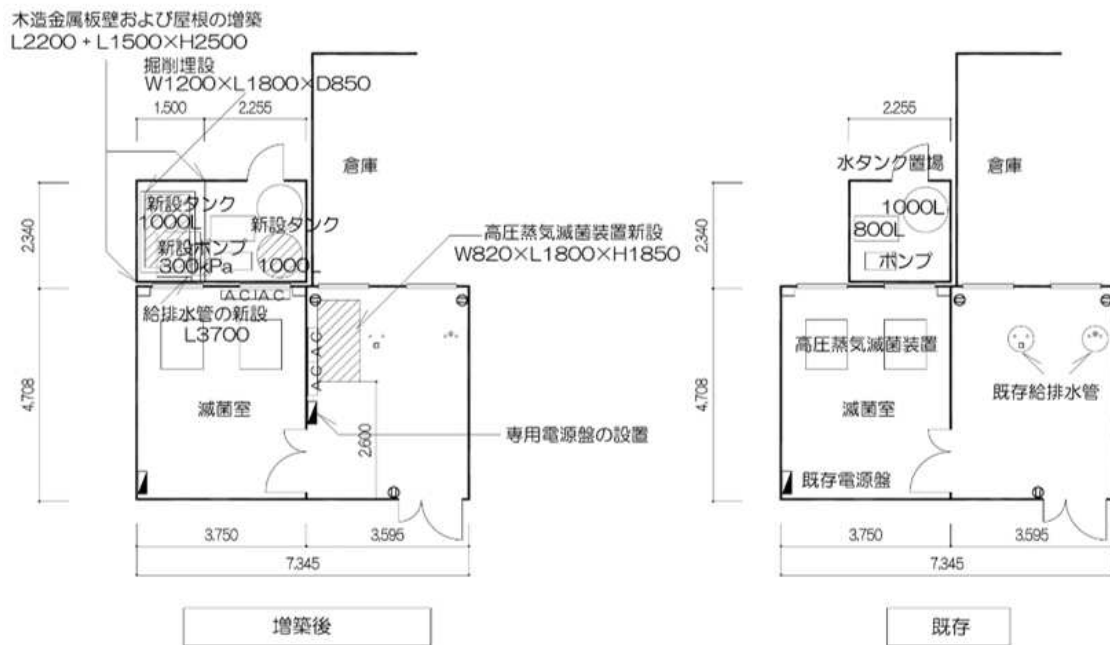 木造金属板壁および屋根の増築
L2200 + L1500×H2500
掘削埋設
W1200×L1800×D850
1.500
2.255
倉庫
新設タンク
1000L
新設タンク
新設ポンプ
300kPa
1000L
2.340
高圧蒸気滅菌装置新設
W820×L1800×H1850
A.C
A.C
給排水管の新設
L3700
A.C
A.C
4.708
滅菌室
2.600
専用電源盤の設置
3.750
3.595
7.345
増築後
2.255
水タンク置場
倉庫
1000L
800L
ポンプ
2.340
高圧蒸気滅菌装置
既存給排水管
4.708
滅菌室
既存電源盤
3.750
3.595
7.345
既存